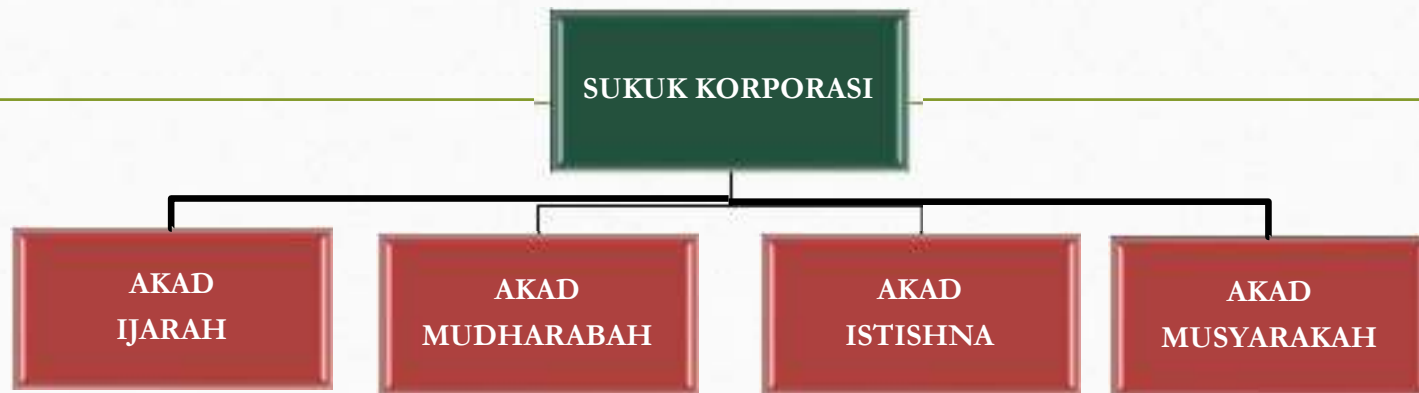 SUKUK KORPORASI
AKAD
IJARAH
AKAD
MUDHARABAH
AKAD
ISTISHNA
AKAD
MUSYARAKAH